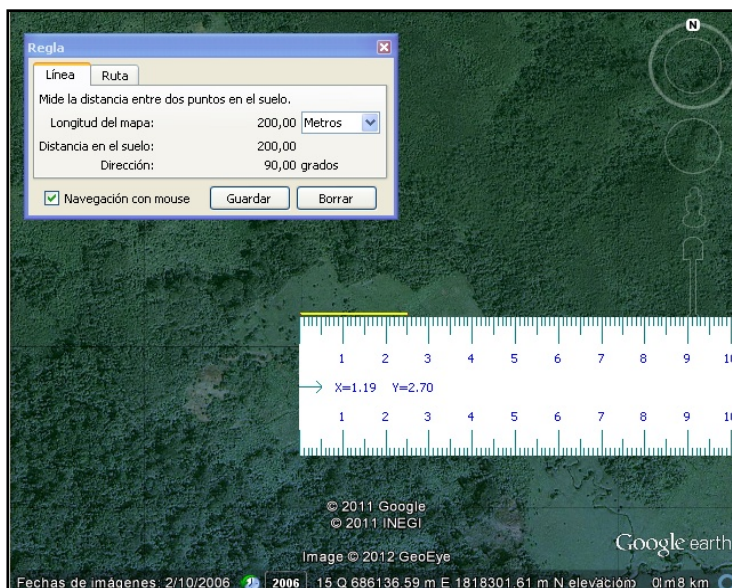 N
Regla
Línea Ruta
Mide la distancia entre dos puntos en el suelo.
Longitud del mapa: 200,00 Metros
Distancia en el suelo: 200,00
Dirección: 90,00 grados
Navegación con mouse Guardar Borrar
1 2 3 4 5 6 7 8 9 10
X=1.19 Y=2.70
1 2 3 4 5 6 7 8 9 10
© 2011 Google
© 2011 INEGI
Google earth
Image © 2012 GeoEye
Fechas de imágenes: 2/10/2006 2006 15 Q 686136.59 m E 1818301.61 m N elevación